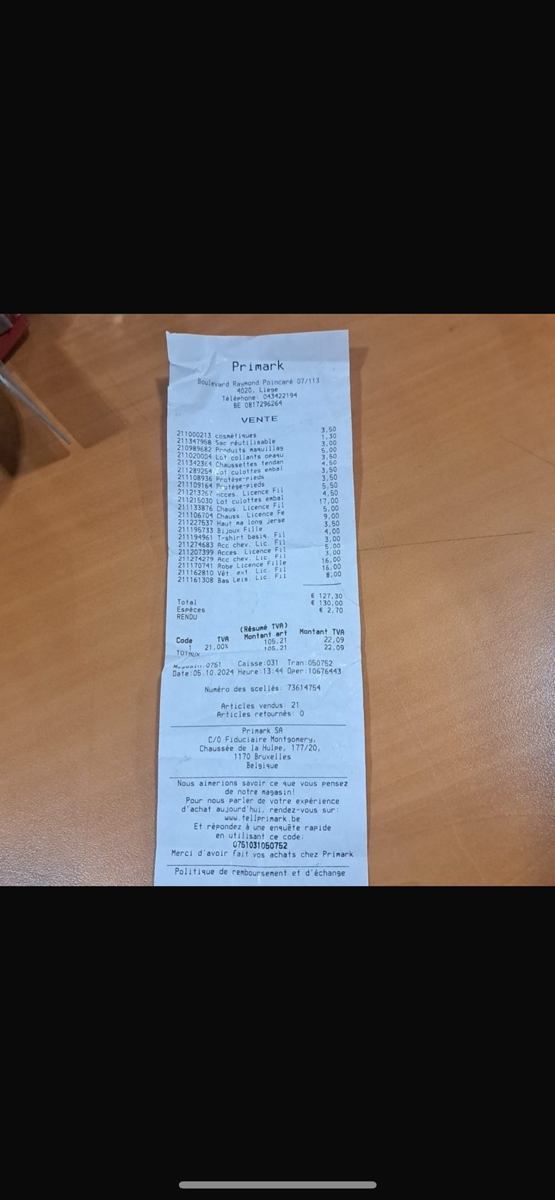 Primark
Boulevard Raymond Poincaré 07/113
4020, Liege
Téléphone: 043422194
BE 0817296264
VENTE
211000213 cosmétiques 3,50
211347958 Sac réutilisable 1,30
210989682 Produits maquillag 3,00
211020004 Lot collants opaqu 6,00
211342364 Chaussettes tendan 3,50
211289254 Lot culottes embal 4,50
211108936 Protège-pieds 3,50
211109164 Protège-pieds 3,50
211213267 Acces. Licence Fil 5,50
211215030 Lot culottes embal 4,50
211133876 Chaus. Licence Fil 17,00
211106704 Chauss. Licence Fe 5,00
211227537 Haut ma long jerse 9,00
211195733 Bijoux Fille 3,50
211194961 T-shirt basiq. Fil 4,00
211274683 Acc chev. Lic. Fil 3,00
211207399 Acces. Licence Fil 5,00
211274279 Acc chev. Lic. Fil 3,00
211170741 Robe Licence Fille 16,00
211162810 Vêt. ext. Lic. Fil 16,00
211161308 Bas Leis. Lic. Fil 8,00
Total € 127,30
Espèces € 130,00
RENDU € 2,70
(Résumé TVA)
Code TVA Montant art Montant TVA
1 21,00% 105,21 22,09
Totaux 105,21 22,09
0751 Caisse:031 Tran:050752
Date:05.10.2024 Heure:13:44 Oper:10676443
Numéro des scellés: 73614754
Articles vendus: 21
Articles retournés: 0
Primark SA
C/O Fiduciaire Montgomery,
Chaussée de la Hulpe, 177/20,
1170 Bruxelles
Belgique
Nous aimerions savoir ce que vous pensez
de notre magasin!
Pour nous parler de votre expérience
d'achat aujourd'hui, rendez-vous sur:
www.tellprimark.be
Et répondez à une enquête rapide
en utilisant ce code:
0751031050752
Merci d'avoir fait vos achats chez Primark
Politique de remboursement et d'échange